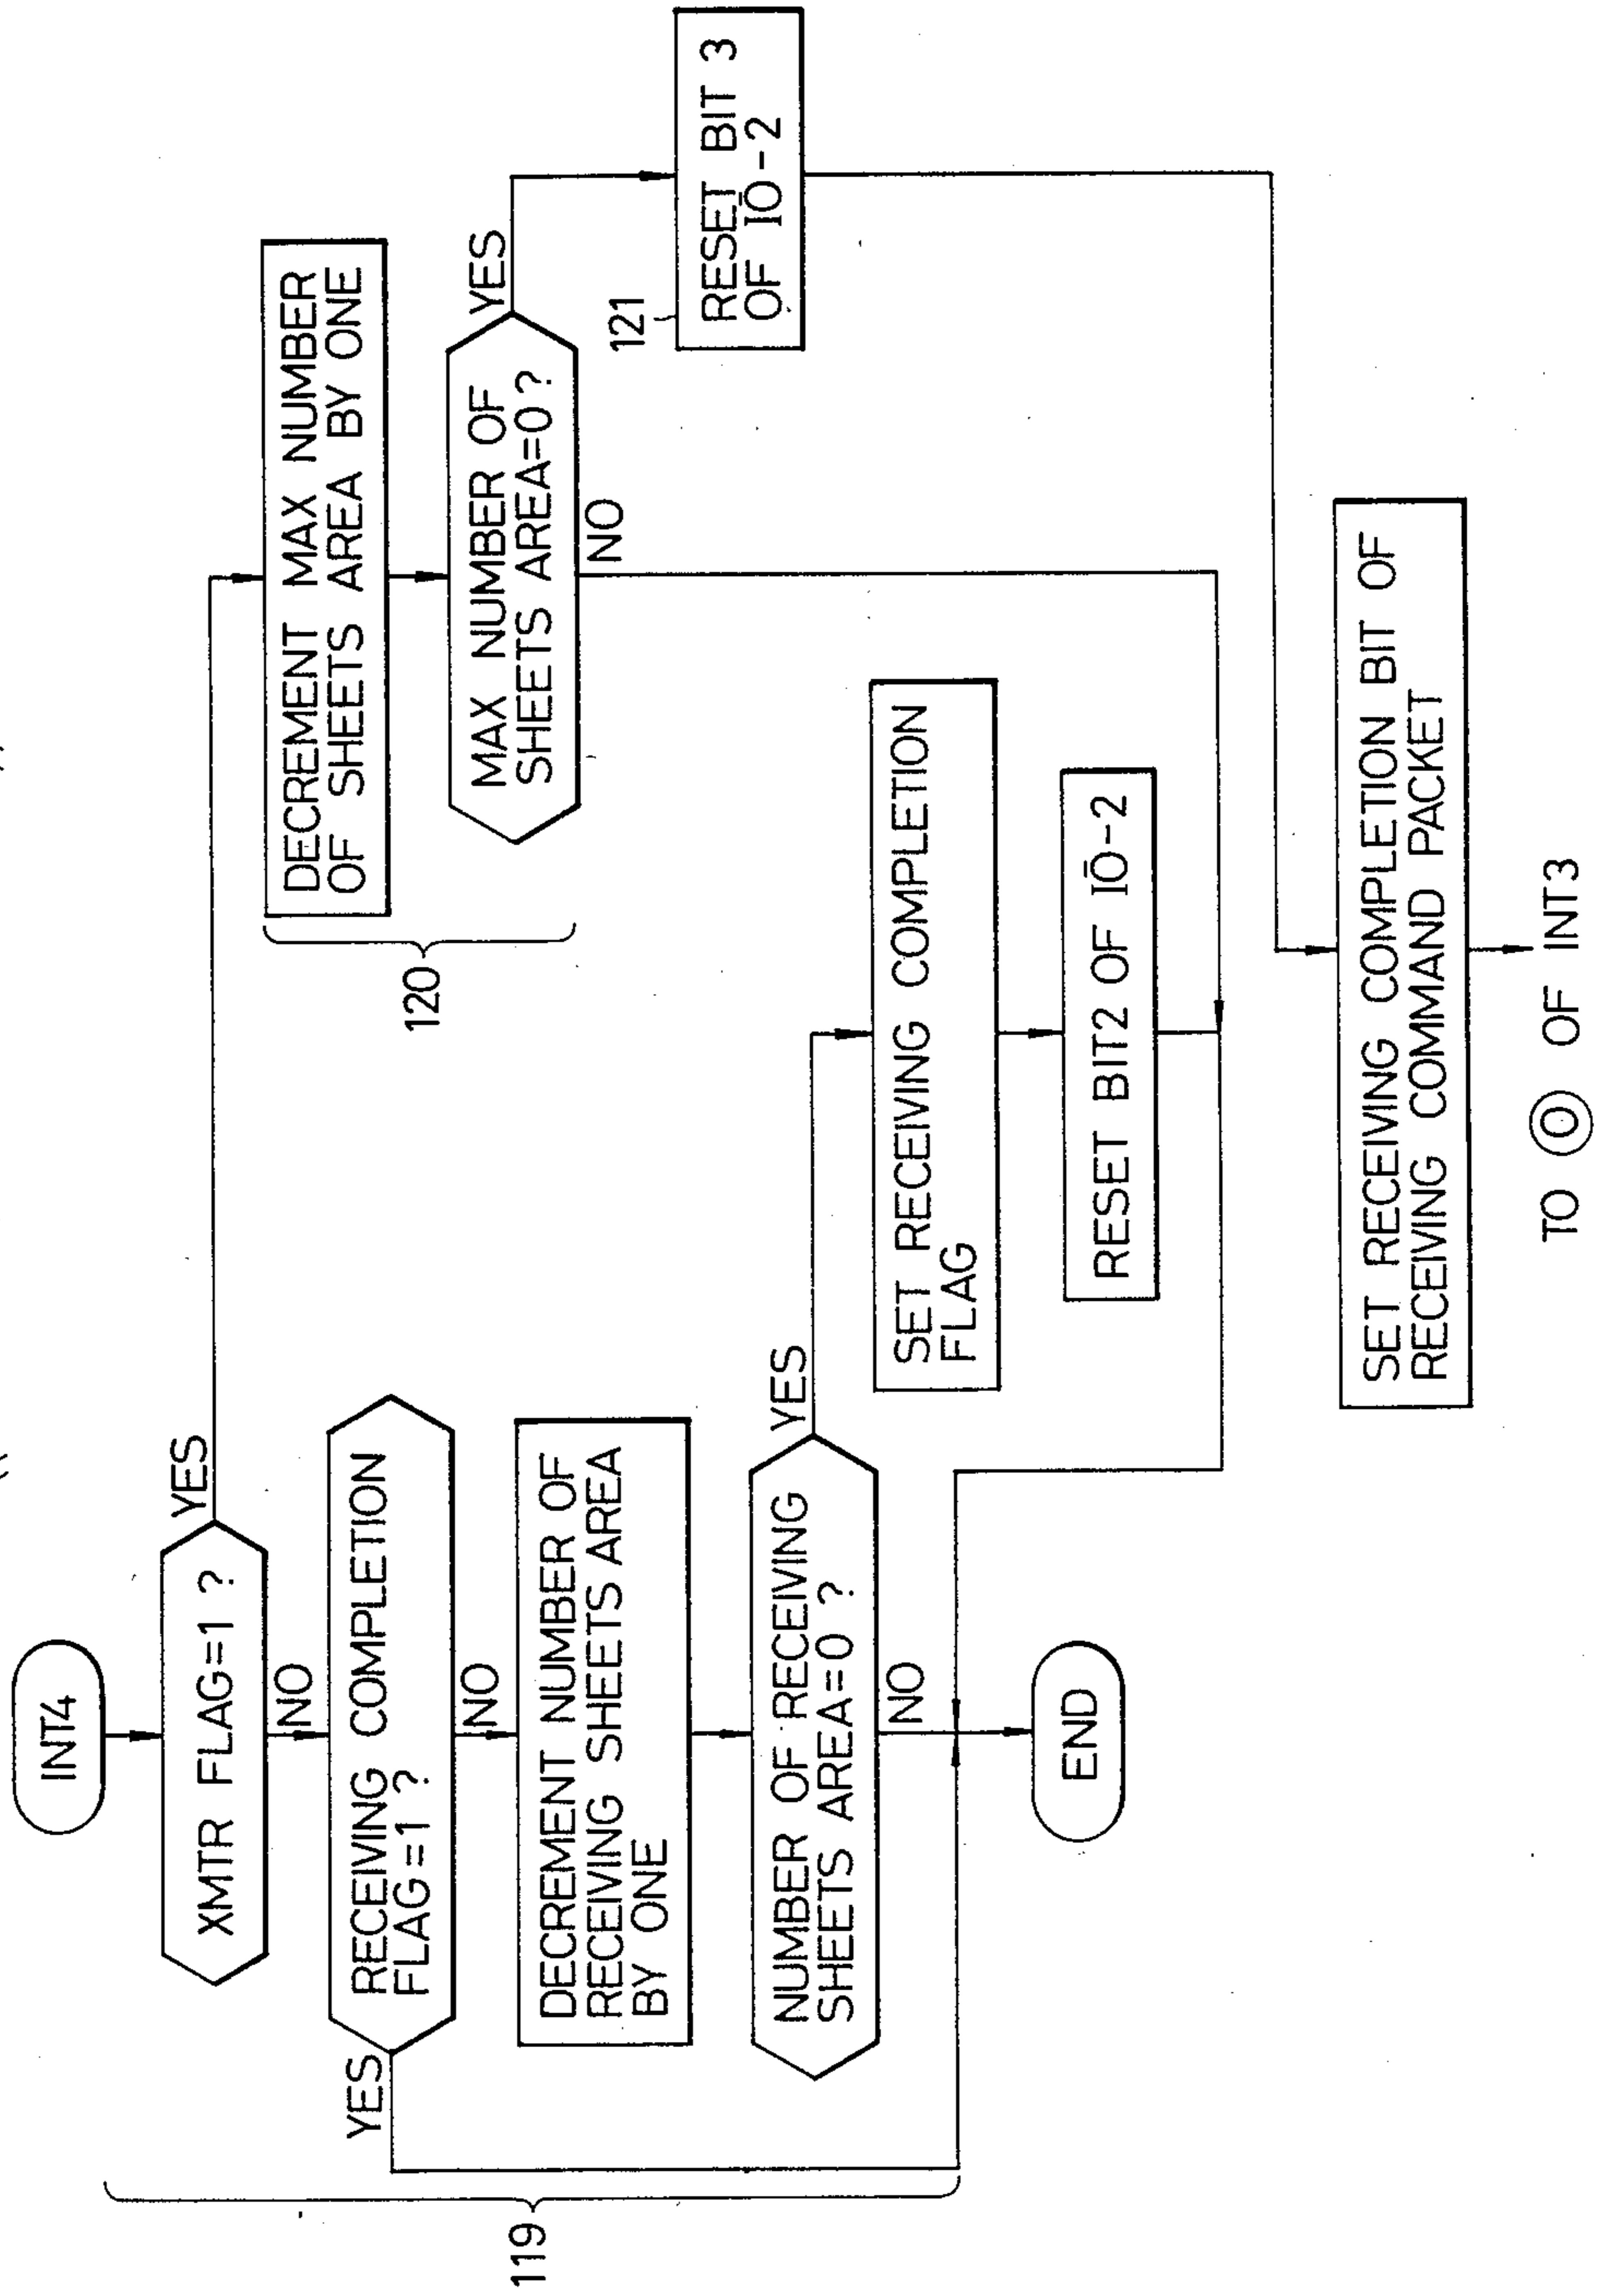 INT4
XMTR FLAG=1 ?
YES
NO
RECEIVING COMPLETION
FLAG=1 ?
YES
NO
DECREMENT NUMBER OF
RECEIVING SHEETS AREA
BY ONE
NUMBER OF RECEIVING
SHEETS AREA=0 ?
YES
NO
END
119
SET RECEIVING COMPLETION
FLAG
RESET BIT2 OF IO-2
DECREMENT MAX NUMBER
OF SHEETS AREA BY ONE
MAX NUMBER OF
SHEETS AREA=0 ?
YES
NO
120
121
RESET BIT 3
OF IO-2
SET RECEIVING COMPLETION BIT OF
RECEIVING COMMAND PACKET
TO O OF INT3